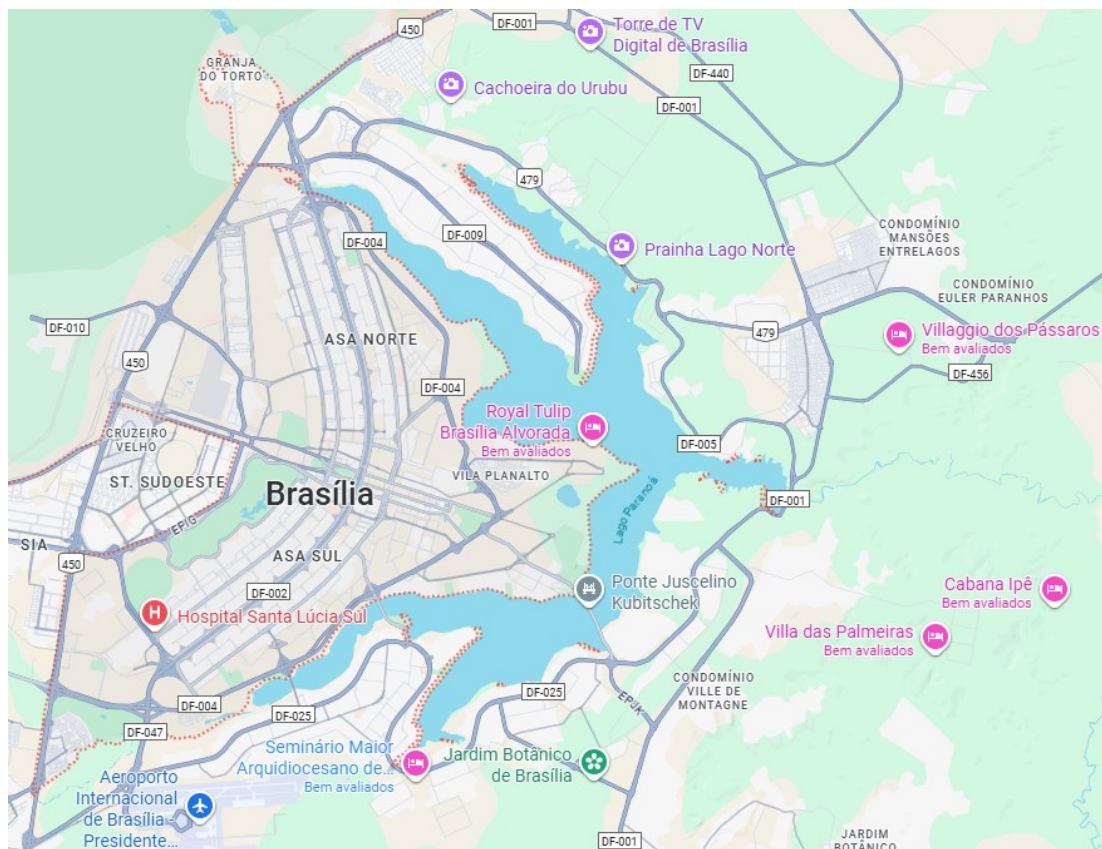 DF-001
Torre de TV
Digital de Brasília
450
GRANJA
DO TORTO
DF-440
Cachoeira do Urubu
DF-001
479
DF-004
DF-009
Prainha Lago Norte
CONDOMÍNIO
MANSÕES
ENTRELAGOS
CONDOMÍNIO
EULER PARANHOS
DF-010
ASA NORTE
479
Villaggio dos Pássaros
Bem avaliados
450
DF-004
DF-456
Royal Tulip
Brasília Alvorada
Bem avaliados
CRUZEIRO
VELHO
DF-005
ST. SUDOESTE
VILA PLANALTO
Brasília
DF-001
EPIG
Lago Paranoá
SIA
ASA SUL
450
Ponte Juscelino
Kubitschek
DF-002
Cabana Ipê
Bem avaliados
Hospital Santa Lúcia Sul
Villa das Palmeiras
Bem avaliados
CONDOMÍNIO
VILLE DE
MONTAGNE
DF-004
DF-025
DF-025
EPJK
DF-047
Seminário Maior
Arquidiocesano de...
Bem avaliados
Jardim Botânico
de Brasília
Aeroporto
Internacional
de Brasília -
Presidente...
DF-001
JARDIM
BOTÂNICO